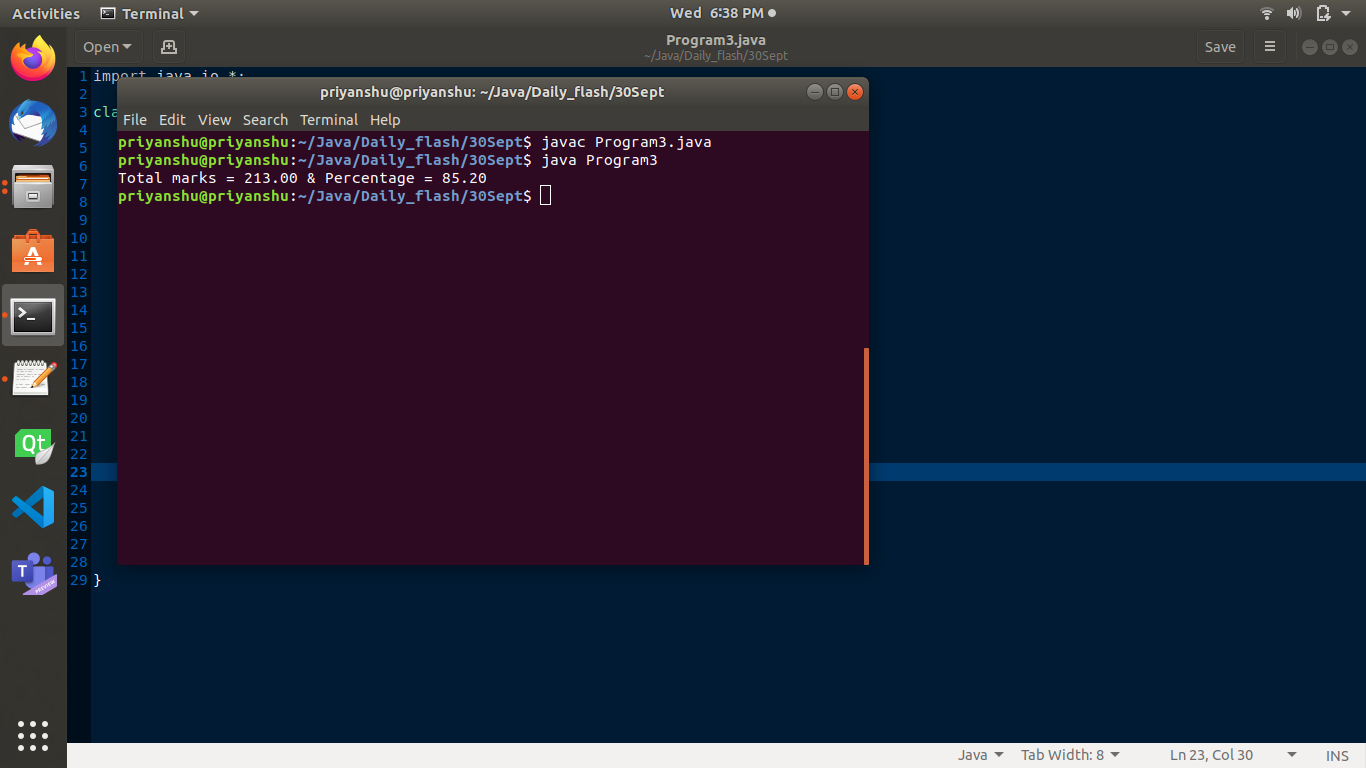 Activities Terminal Wed 6:38 PM
Open Program3.java Save
~/Java/Daily_flash/30Sept
1 import java.io.*;
2
priyanshu@priyanshu: ~/Java/Daily_flash/30Sept
3 cla
File Edit View Search Terminal Help
4
priyanshu@priyanshu:~/Java/Daily_flash/30Sept$ javac Program3.java
5
priyanshu@priyanshu:~/Java/Daily_flash/30Sept$ java Program3
6
Total marks = 213.00 & Percentage = 85.20
7
priyanshu@priyanshu:~/Java/Daily_flash/30Sept$
8
9
10
11
12
13
14
15
16
17
18
19
20
21
22
23
24
25
26
27
28
29 }
Qt
T
PREVIEW
Java Tab Width: 8 Ln 23, Col 30 INS